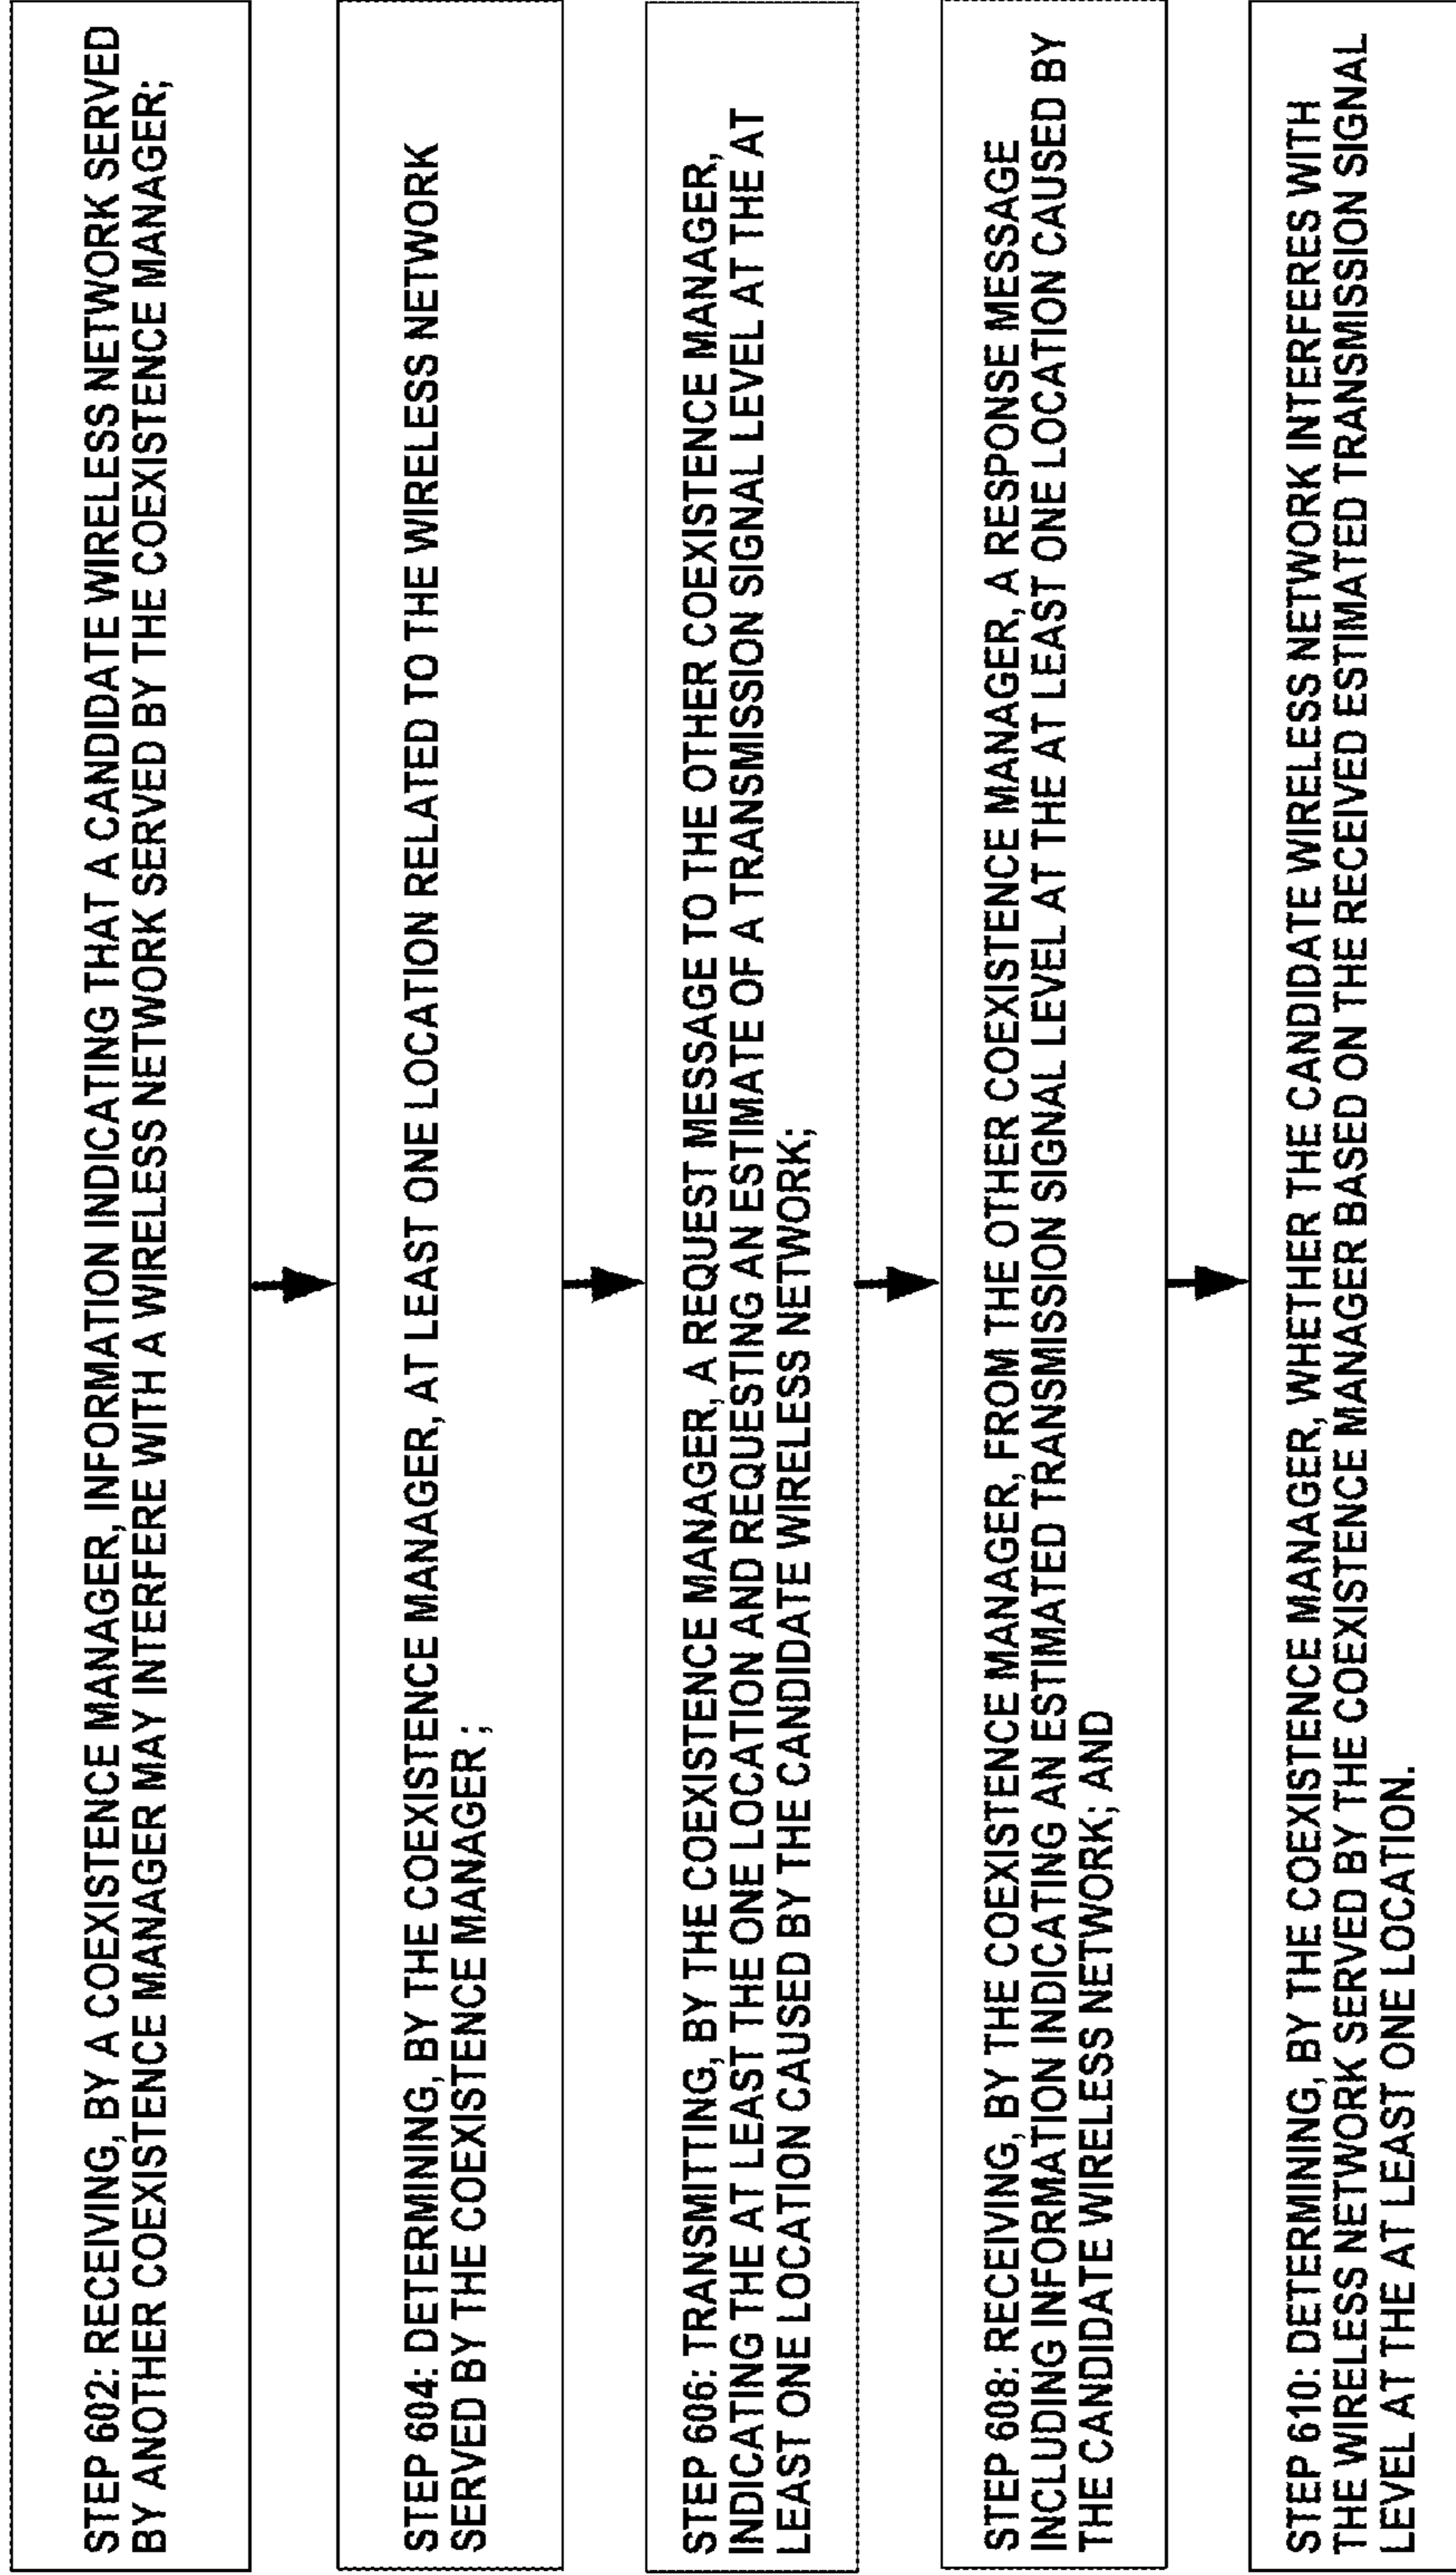 STEP 602: RECEIVING, BY A COEXISTENCE MANAGER, INFORMATION INDICATING THAT A CANDIDATE WIRELESS NETWORK SERVED
BY ANOTHER COEXISTENCE MANAGER MAY INTERFERE WITH A WIRELESS NETWORK SERVED BY THE COEXISTENCE MANAGER;
STEP 604: DETERMINING, BY THE COEXISTENCE MANAGER, AT LEAST ONE LOCATION RELATED TO THE WIRELESS NETWORK
SERVED BY THE COEXISTENCE MANAGER ;
STEP 606: TRANSMITTING, BY THE COEXISTENCE MANAGER, A REQUEST MESSAGE TO THE OTHER COEXISTENCE MANAGER,
INDICATING THE AT LEAST THE ONE LOCATION AND REQUESTING AN ESTIMATE OF A TRANSMISSION SIGNAL LEVEL AT THE AT
LEAST ONE LOCATION CAUSED BY THE CANDIDATE WIRELESS NETWORK;
STEP 608: RECEIVING, BY THE COEXISTENCE MANAGER, FROM THE OTHER COEXISTENCE MANAGER, A RESPONSE MESSAGE
INCLUDING INFORMATION INDICATING AN ESTIMATED TRANSMISSION SIGNAL LEVEL AT THE AT LEAST ONE LOCATION CAUSED BY
THE CANDIDATE WIRELESS NETWORK; AND
STEP 610: DETERMINING, BY THE COEXISTENCE MANAGER, WHETHER THE CANDIDATE WIRELESS NETWORK INTERFERES WITH
THE WIRELESS NETWORK SERVED BY THE COEXISTENCE MANAGER BASED ON THE RECEIVED ESTIMATED TRANSMISSION SIGNAL
LEVEL AT THE AT LEAST ONE LOCATION.